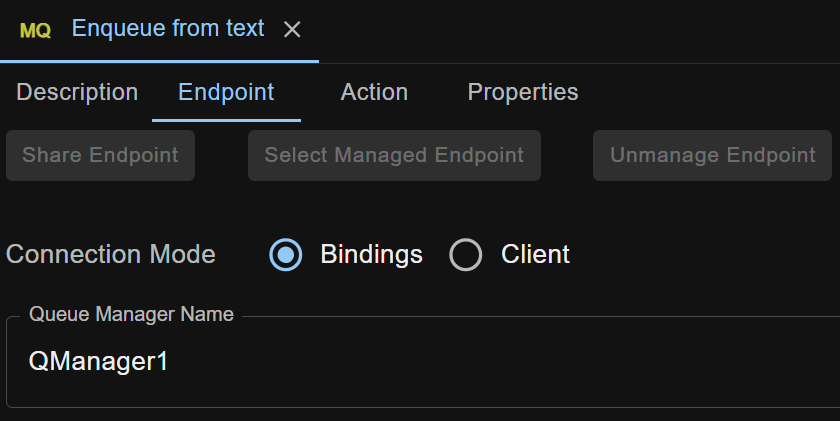 MQ Enqueue from text
Description Endpoint Action Properties
Share Endpoint Select Managed Endpoint Unmanage Endpoint
Connection Mode Bindings Client
Queue Manager Name
QManager1